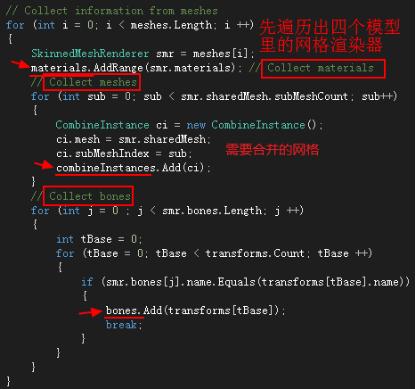 // Collect information from meshes
for (int i = 0; i < meshes.Length; i ++)
{
先遍历出四个模型
里的网格渲染器
SkinnedMeshRenderer smr = meshes[i];
materials.AddRange(smr.materials); // Collect materials
// Collect meshes
for (int sub = 0; sub < smr.sharedMesh.subMeshCount; sub++)
{
CombineInstance ci = new CombineInstance();
ci.mesh = smr.sharedMesh;
ci.subMeshIndex = sub;
需要合并的网格
combineInstances.Add(ci);
}
// Collect bones
for (int j = 0 ; j < smr.bones.Length; j ++)
{
int tBase = 0;
for (tBase = 0; tBase < transforms.Count; tBase ++)
{
if (smr.bones[j].name.Equals(transforms[tBase].name))
{
bones.Add(transforms[tBase]);
break;
}
}
}
}